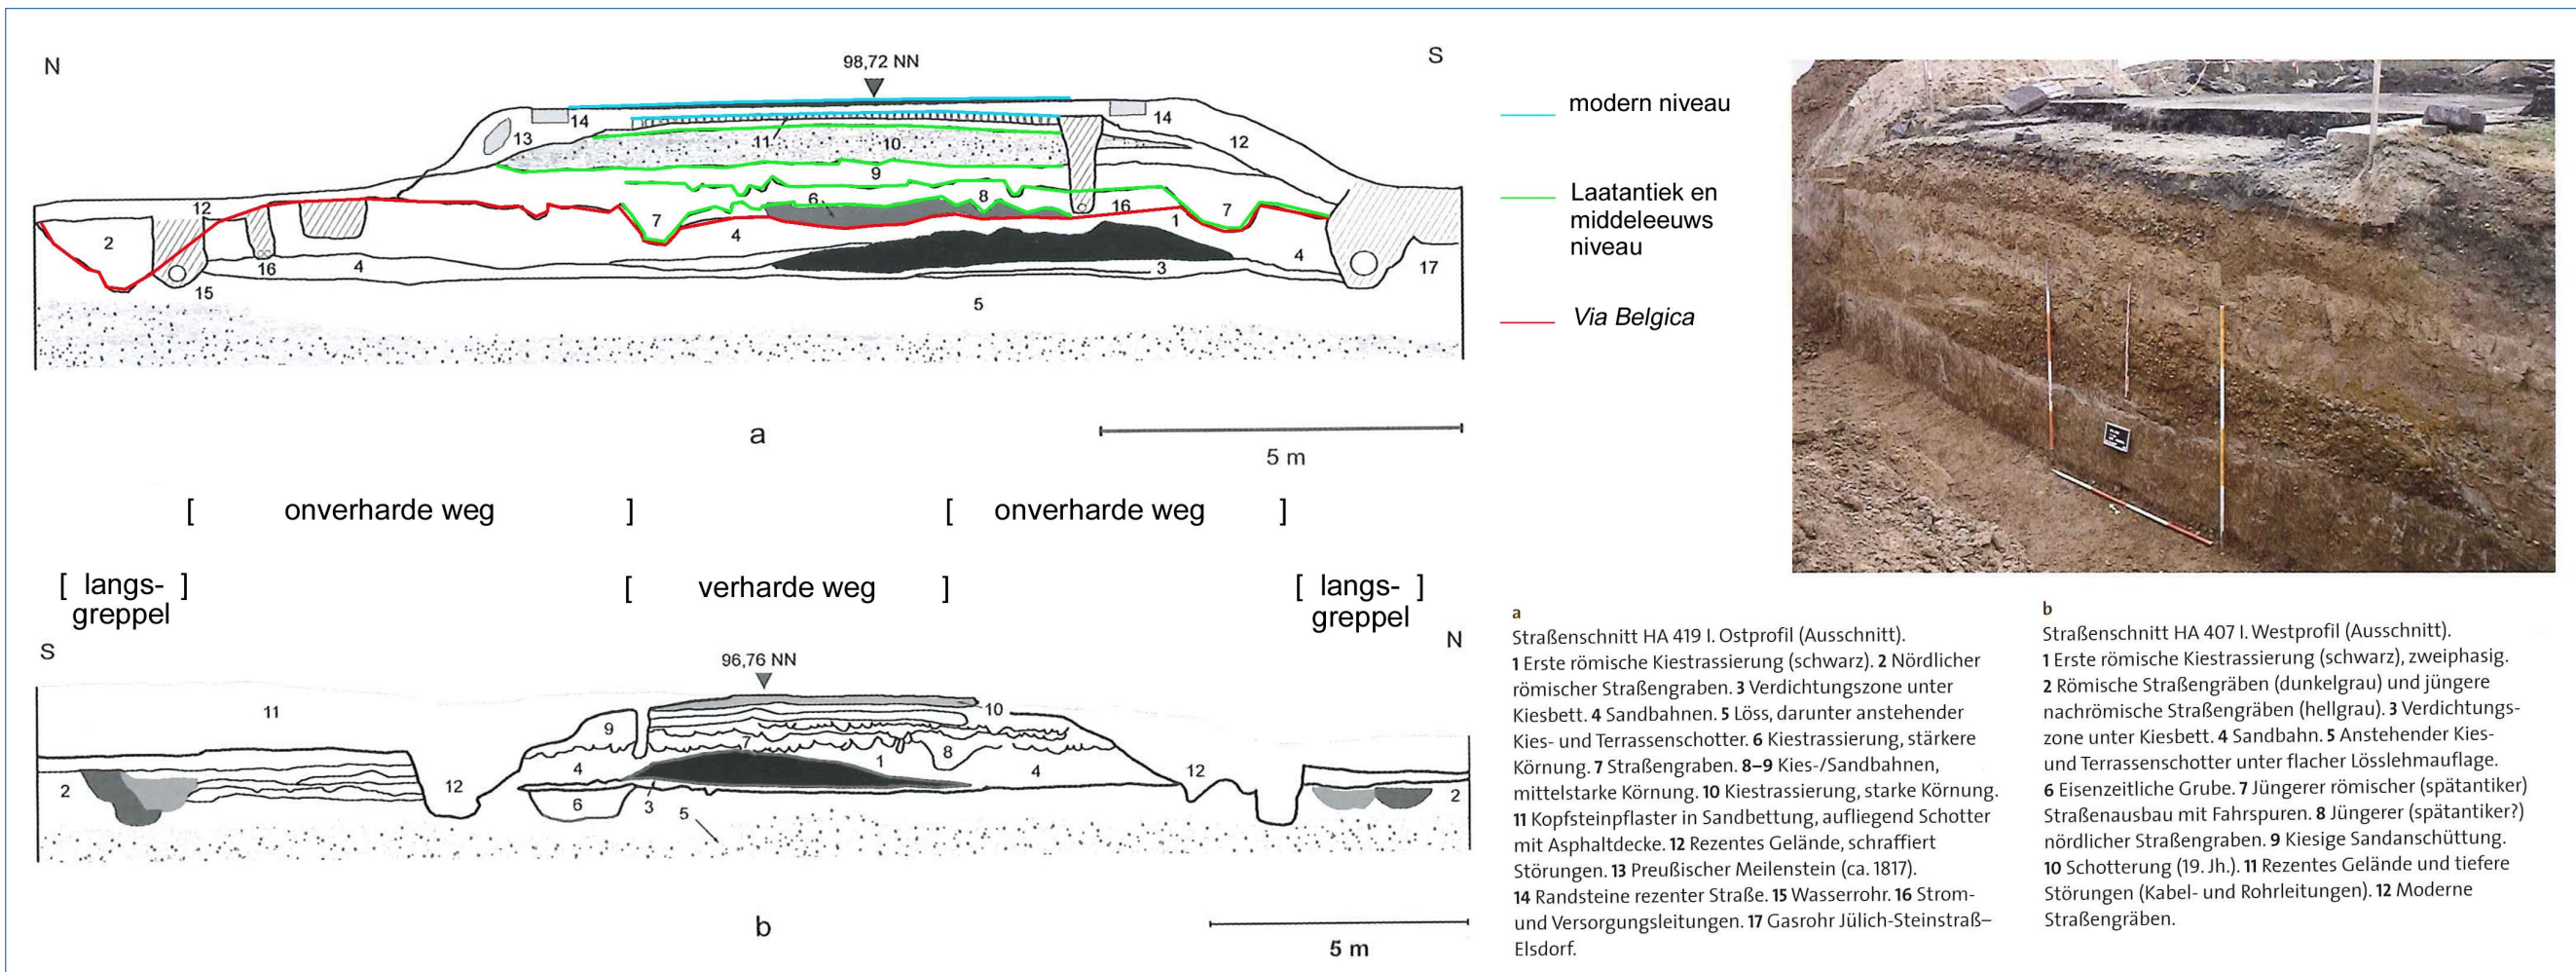 N
98,72 NN
S
13
14
11
10
14
12
9
6
8
12
7
16
7
1
2
4
4
16
4
3
17
15
5
a
5 m
modern niveau
Laatantiek en
middeleeuws
niveau
Via Belgica
[ onverharde weg ]
[ onverharde weg ]
[ langs- ]
greppel
[ verharde weg ]
[ langs- ]
greppel
S
N
96,76 NN
11
10
9
7
8
1
4
4
12
12
2
6
3
5
2
b
5 m
a
Straßenschnitt HA 419 I. Ostprofil (Ausschnitt).
1 Erste römische Kiestrassierung (schwarz). 2 Nördlicher
römischer Straßengraben. 3 Verdichtungszone unter
Kiesbett. 4 Sandbahnen. 5 Löss, darunter anstehender
Kies- und Terrassenschotter. 6 Kiestrassierung, stärkere
Körnung. 7 Straßengraben. 8–9 Kies-/Sandbahnen,
mittelstarke Körnung. 10 Kiestrassierung, starke Körnung.
11 Kopfsteinpflaster in Sandbettung, aufliegend Schotter
mit Asphaltdecke. 12 Rezentes Gelände, schraffiert
Störungen. 13 Preußischer Meilenstein (ca. 1817).
14 Randsteine rezenter Straße. 15 Wasserrohr. 16 Strom-
und Versorgungsleitungen. 17 Gasrohr Jülich-Steinstraß–
Elsdorf.
b
Straßenschnitt HA 407 I. Westprofil (Ausschnitt).
1 Erste römische Kiestrassierung (schwarz), zweiphasig.
2 Römische Straßengräben (dunkelgrau) und jüngere
nachrömische Straßengräben (hellgrau). 3 Verdichtungs-
zone unter Kiesbett. 4 Sandbahn. 5 Anstehender Kies-
und Terrassenschotter unter flacher Lösslehmauflage.
6 Eisenzeitliche Grube. 7 Jüngerer römischer (spätantiker)
Straßenausbau mit Fahrspuren. 8 Jüngerer (spätantiker?)
nördlicher Straßengraben. 9 Kiesige Sandanschüttung.
10 Schotterung (19. Jh.). 11 Rezentes Gelände und tiefere
Störungen (Kabel- und Rohrleitungen). 12 Moderne
Straßengräben.